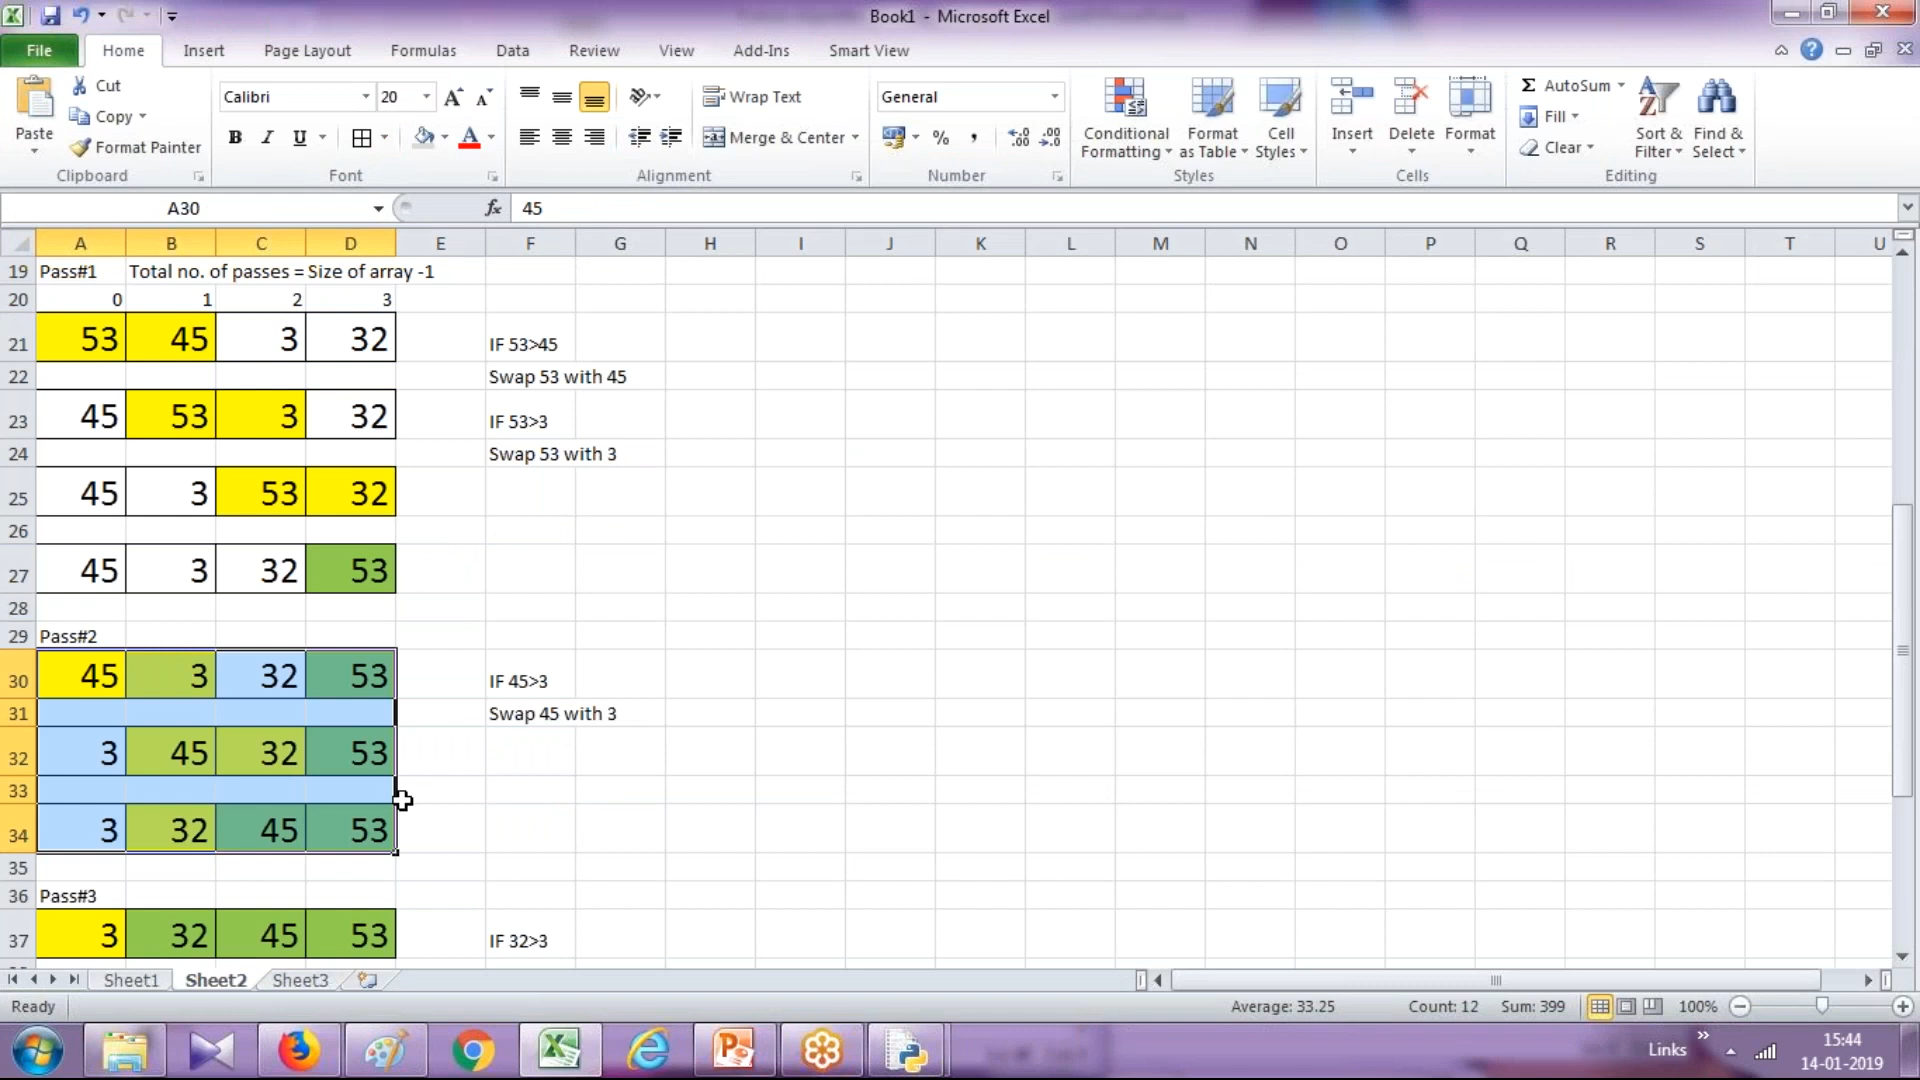 Book1 - Microsoft Excel
File Home Insert Page Layout Formulas Data Review View Add-Ins Smart View
Paste
Cut
Copy
Format Painter
Clipboard
Calibri 20
B I U
Font
Wrap Text
Merge & Center
Alignment
General
Number
Conditional Formatting
Format as Table
Cell Styles
Styles
Insert Delete Format
Cells
AutoSum
Fill
Clear
Sort & Filter
Find & Select
Editing
A30 fx 45
A B C D E F G H I J K L M N O P Q R S T U
19 Pass#1 Total no. of passes = Size of array -1
20 0 1 2 3
21 53 45 3 32 IF 53>45
22 Swap 53 with 45
23 45 53 3 32 IF 53>3
24 Swap 53 with 3
25 45 3 53 32
26
27 45 3 32 53
28
29 Pass#2
30 45 3 32 53 IF 45>3
31 Swap 45 with 3
32 3 45 32 53
33
34 3 32 45 53
35
36 Pass#3
37 3 32 45 53 IF 32>3
Sheet1 Sheet2 Sheet3
Ready Average: 33.25 Count: 12 Sum: 399 100%
Links 15:44
14-01-2019